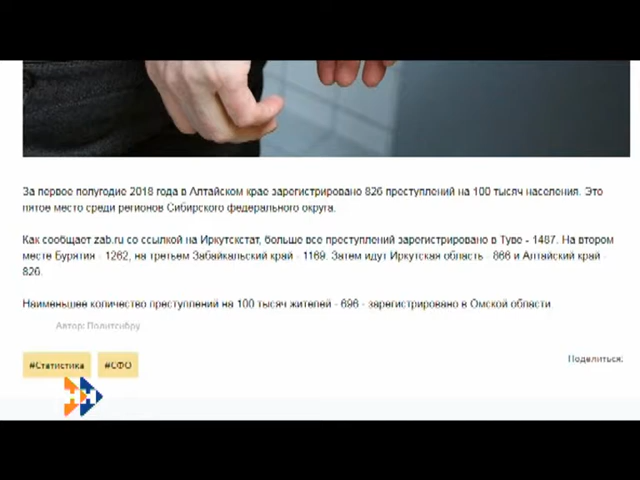 За первое полугодие 2018 года в Алтайском крае зарегистрировано 826 преступлений на 100 тысяч населения. Это
пятое место среди регионов Сибирского федерального округа.
Как сообщает zab.ru со ссылкой на Иркутскстат, больше все преступлений зарегистрировано в Туве - 1487. На втором
месте Бурятия - 1262, на третьем Забайкальский край - 1169. Затем идут Иркутская область - 866 и Алтайский край -
826.
Наименьшее количество преступлений на 100 тысяч жителей - 696 - зарегистрировано в Омской области.
Автор: Политсибру
#Статистика #СФО
Поделиться:
НН